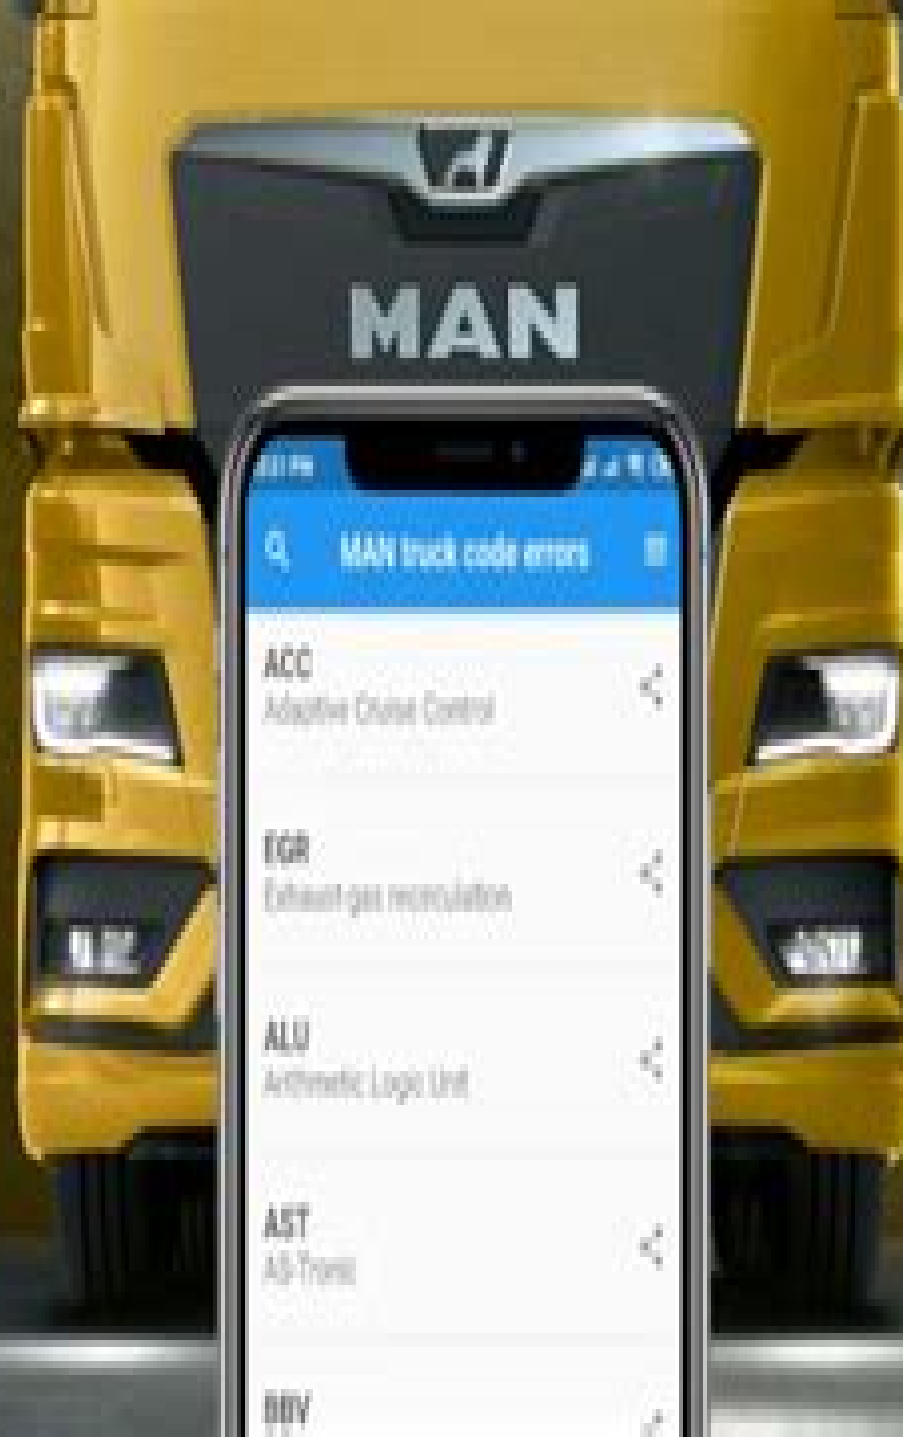 MAN
MAN truck code errors
ACC
Adaptive Cruise Control
EGR
Exhaust-gas recirculation
ALU
Arithmetic Logic Unit
AST
AS-Tronic
BBV